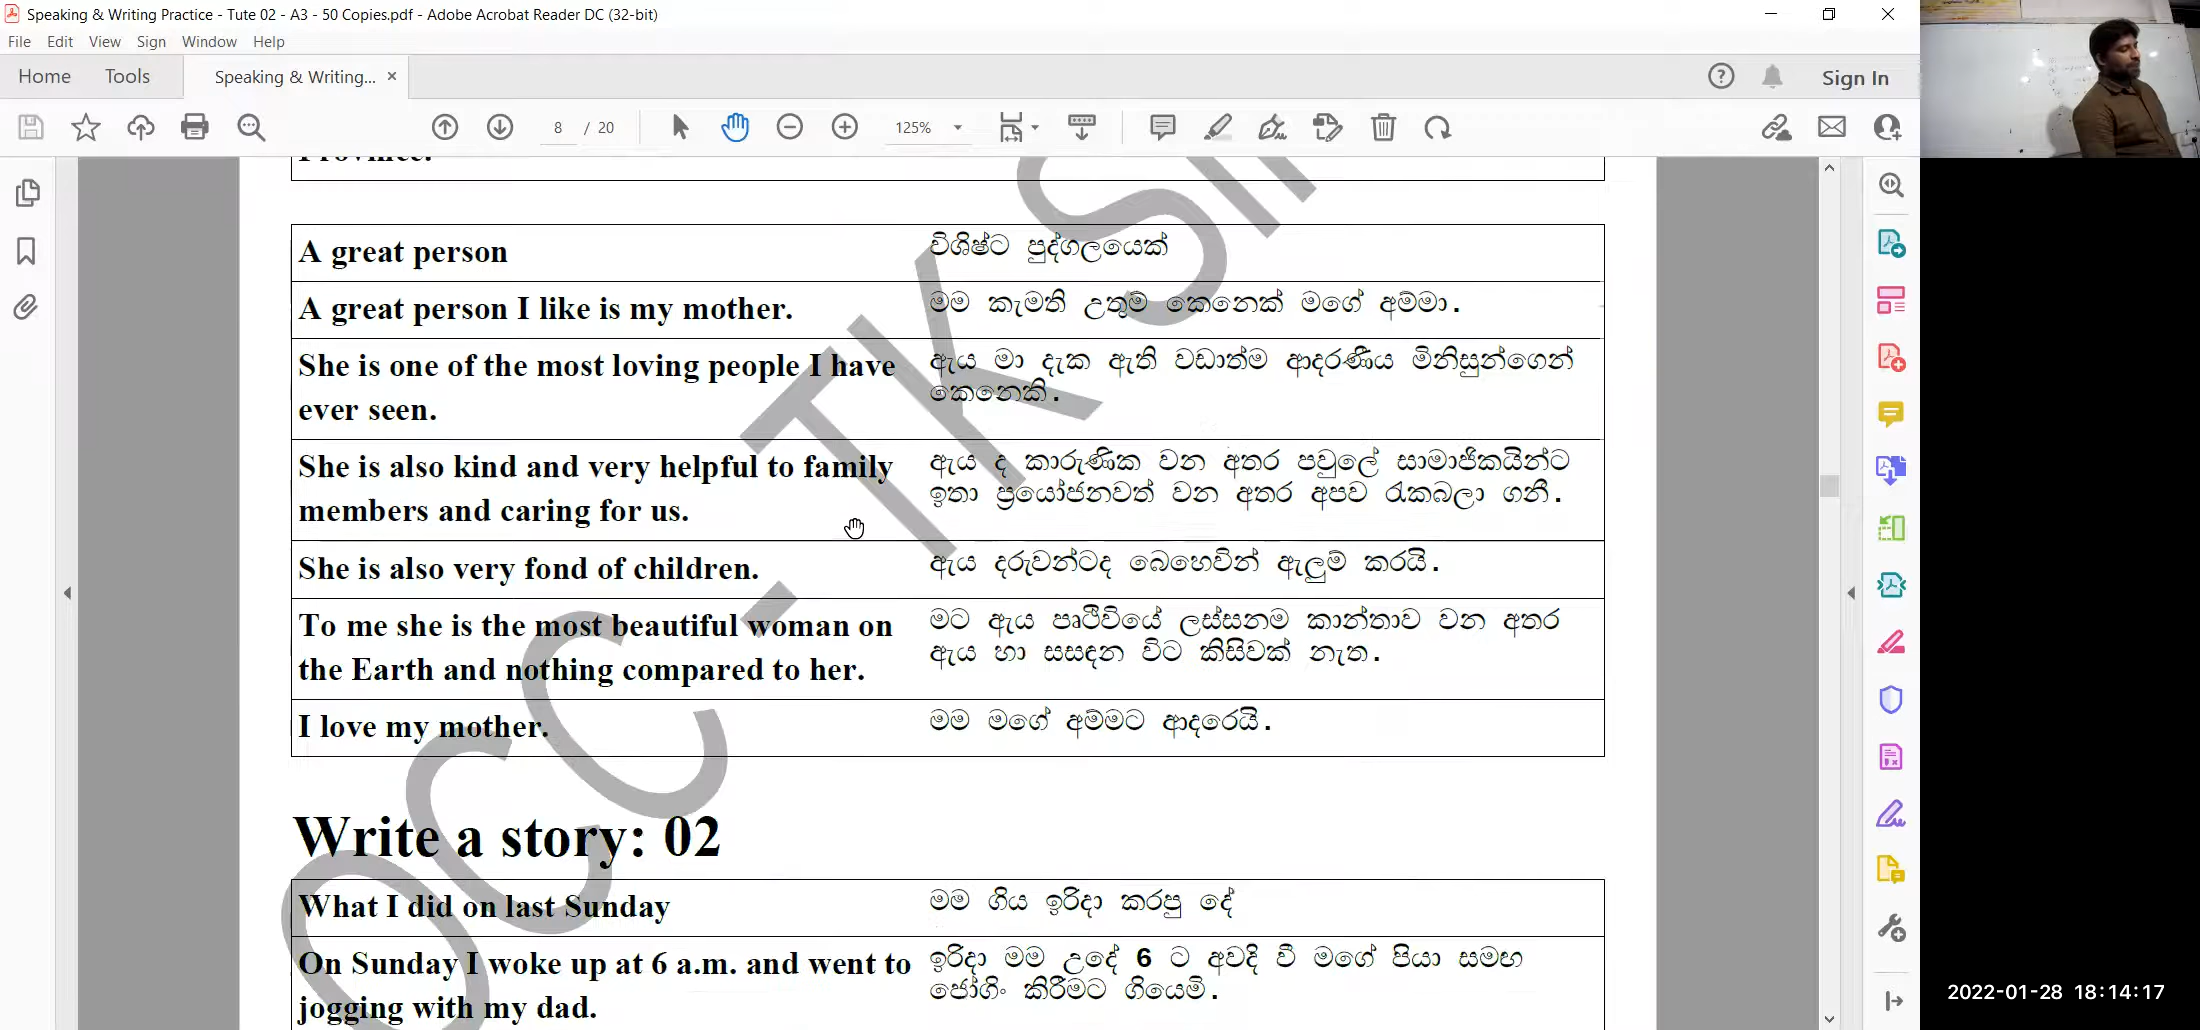 Speaking & Writing Practice - Tute 02 - A3 - 50 Copies.pdf - Adobe Acrobat Reader DC (32-bit)
File Edit View Sign Window Help
Home Tools Speaking & Writing... × Sign In
8 / 20 125%
Province.
A great person විශිෂ්ට පුද්ගලයෙක්
A great person I like is my mother. මම කැමති උතුම් කෙනෙක් මගේ අම්මා.
She is one of the most loving people I have ඇය මා දැක ඇති වඩාත්ම ආදරණීය මිනිසුන්ගෙන්
ever seen. කෙනෙකි.
She is also kind and very helpful to family ඇය ද කාරුණික වන අතර පවුලේ සාමාජිකයින්ට
members and caring for us. ඉතා ප්‍රයෝජනවත් වන අතර අපව රැකබලා ගනී.
She is also very fond of children. ඇය දරුවන්ටද බෙහෙවින් ඇලුම් කරයි.
To me she is the most beautiful woman on මට ඇය පෘථිවියේ ලස්සනම කාන්තාව වන අතර
the Earth and nothing compared to her. ඇය හා සසඳන විට කිසිවක් නැත.
I love my mother. මම මගේ අම්මට ආදරෙයි.
Write a story: 02
What I did on last Sunday මම ගිය ඉරිදා කරපු දේ
On Sunday I woke up at 6 a.m. and went to ඉරිදා මම උදේ 6 ට අවදි වී මගේ පියා සමඟ
jogging with my dad. ජෝගිං කිරීමට ගියෙමි.
OCC - TKSi
2022-01-28 18:14:17